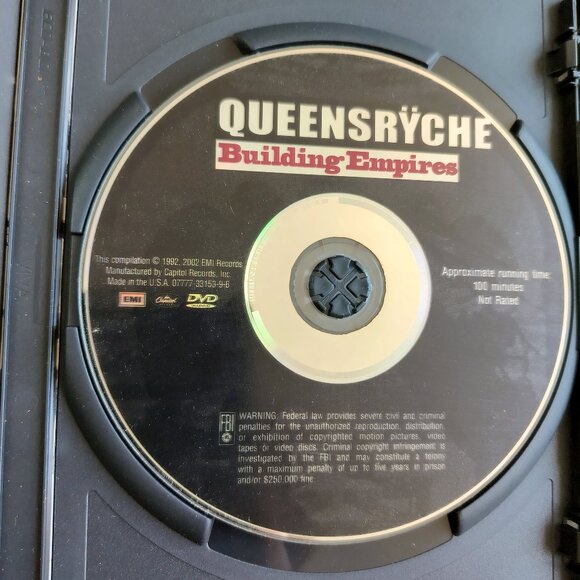 QUEENSRŸCHE
Building Empires
This compilation © 1992, 2002 EMI Records
Manufactured by Capitol Records, Inc.
Made in the U.S.A. 07777 33153-9-6
EMI Capitol DVD
Approximate running time:
100 minutes
Not Rated
FBI
WARNING: Federal law provides severe civil and criminal
penalties for the unauthorized reproduction, distribution,
or exhibition of copyrighted motion pictures, video
tapes or video discs. Criminal copyright infringement is
investigated by the FBI and may constitute a felony
with a maximum penalty of up to five years in prison
and/or $250,000 fine.